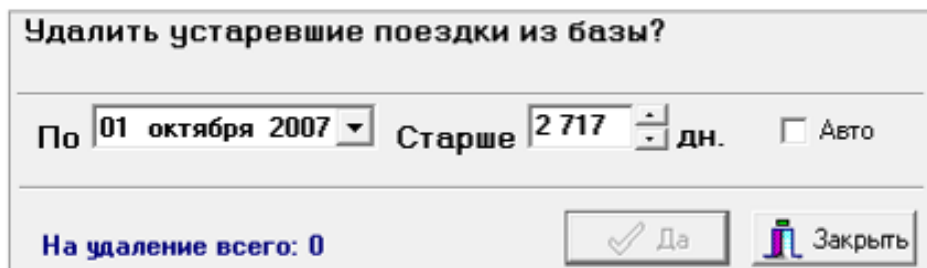 Удалить устаревшие поездки из базы?
По 01 октября 2007 Старше 2 717 дн. Авто
На удаление всего: 0 Да Закрыть